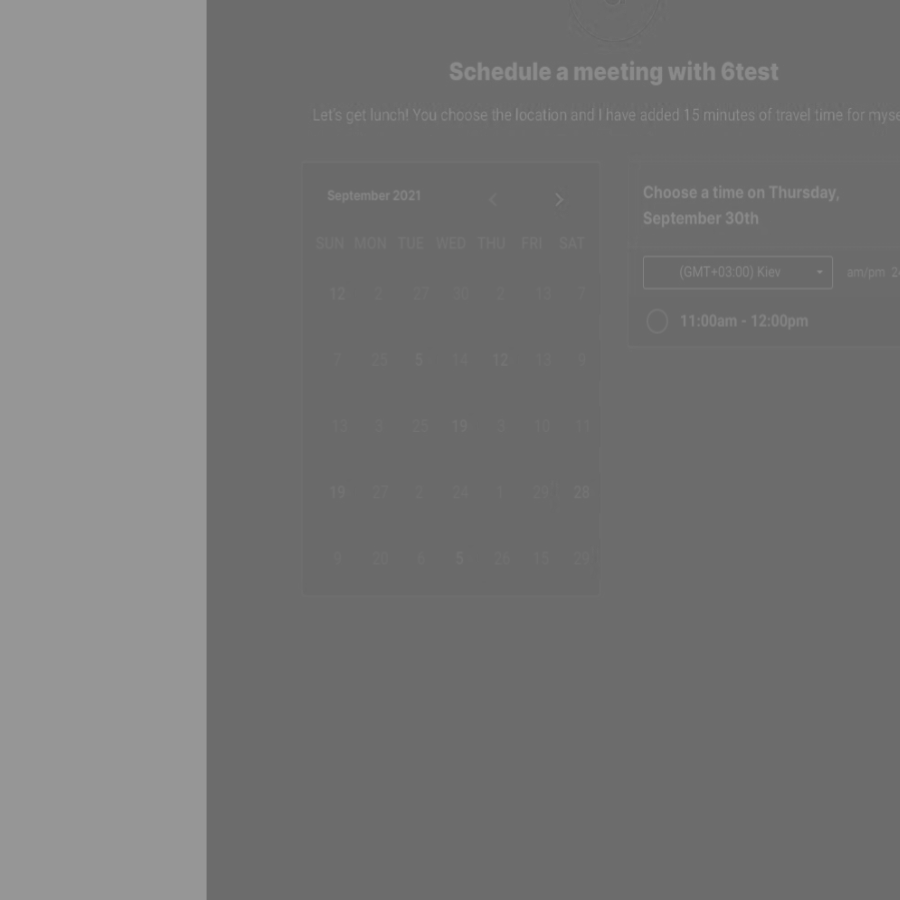 Schedule a meeting with 6test
Let's get lunch! You choose the location and I have added 15 minutes of travel time for myse
September 2021
SUN MON TUE WED THU FRI SAT
12 2 27 30 2 13 7
7 23 5 14 12 13 9
13 3 25 19 3 10 11
19 27 2 24 1 29 28
9 29 6 5 26 15 29
Choose a time on Thursday,
September 30th
(GMT+03:00) Kiev
am/pm 2
11:00am - 12:00pm